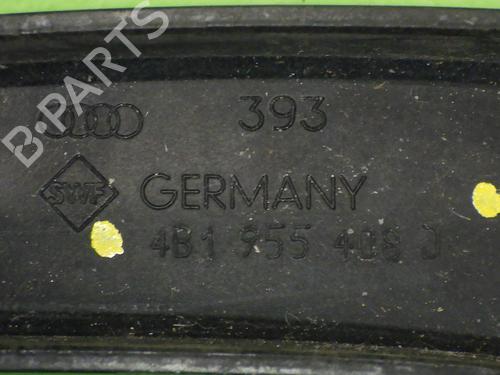 B·PARTS
393
SWF
GERMANY
4B1 955 408 D